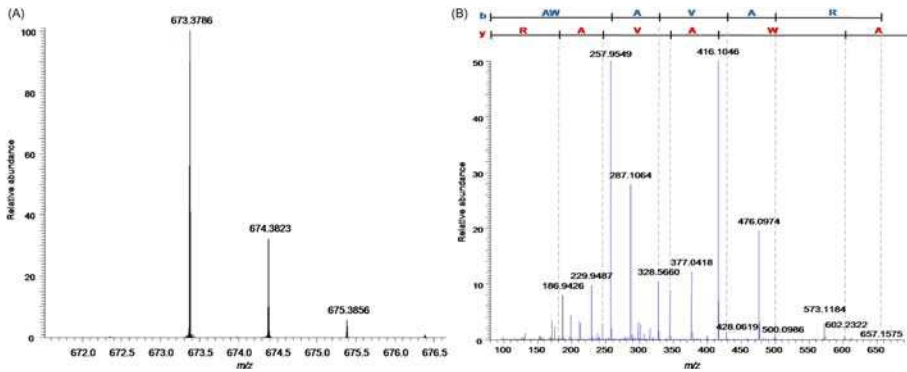 (A)
673.3786
674.3823
675.3856
100
80
60
40
20
0
Relative abundance
672.0 672.5 673.0 673.5 674.0 674.5 675.0 675.5 676.0 676.5
m/z
(B)
b AW A V A R
y R A V A W A
257.9549
416.1046
287.1064
476.0974
377.0418
328.5660
229.9487
186.9426
573.1184
428.0619
500.0986
602.2322
657.1575
50
40
30
20
10
0
Relative abundance
100 150 200 250 300 350 400 450 500 550 600 650
m/z